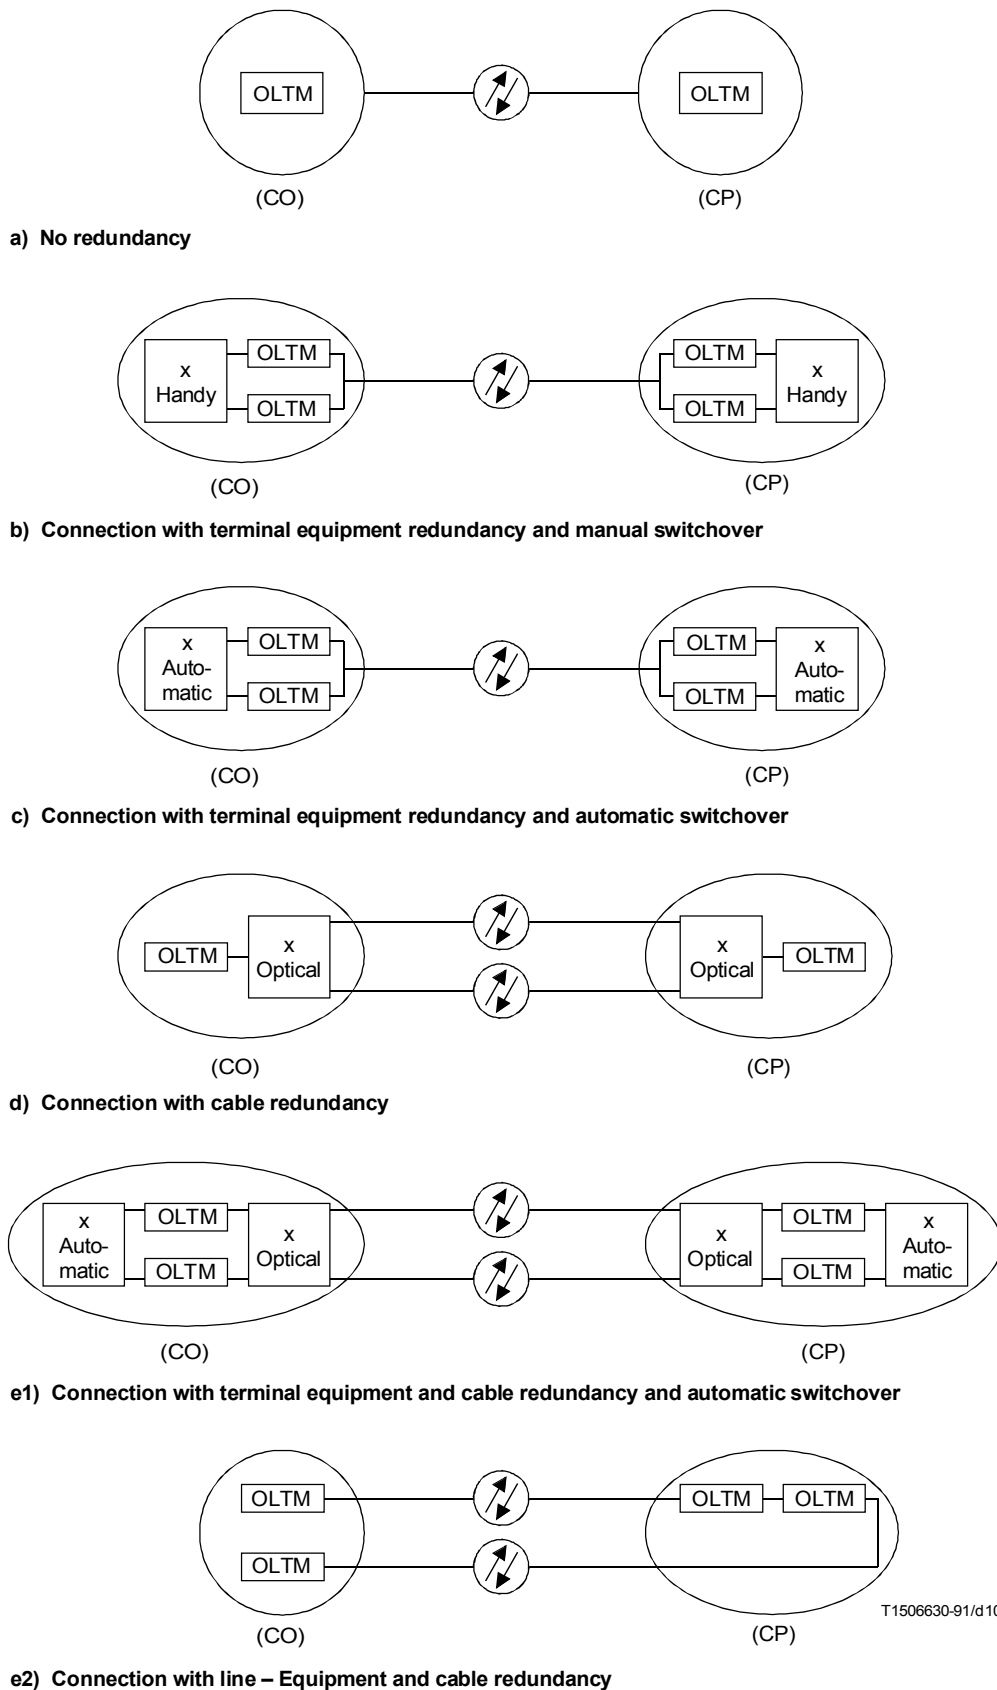 OLTM OLTM
(CO) (CP)
a) No redundancy
x Handy OLTM OLTM OLTM OLTM x Handy
(CO) (CP)
b) Connection with terminal equipment redundancy and manual switchover
x Auto- matic OLTM OLTM OLTM OLTM x Auto- matic
(CO) (CP)
c) Connection with terminal equipment redundancy and automatic switchover
OLTM x Optical x Optical OLTM
(CO) (CP)
d) Connection with cable redundancy
x Auto- matic OLTM OLTM x Optical x Optical OLTM OLTM x Auto- matic
(CO) (CP)
e1) Connection with terminal equipment and cable redundancy and automatic switchover
OLTM OLTM OLTM
OLTM
T1506630-91/d10
(CO) (CP)
e2) Connection with line – Equipment and cable redundancy